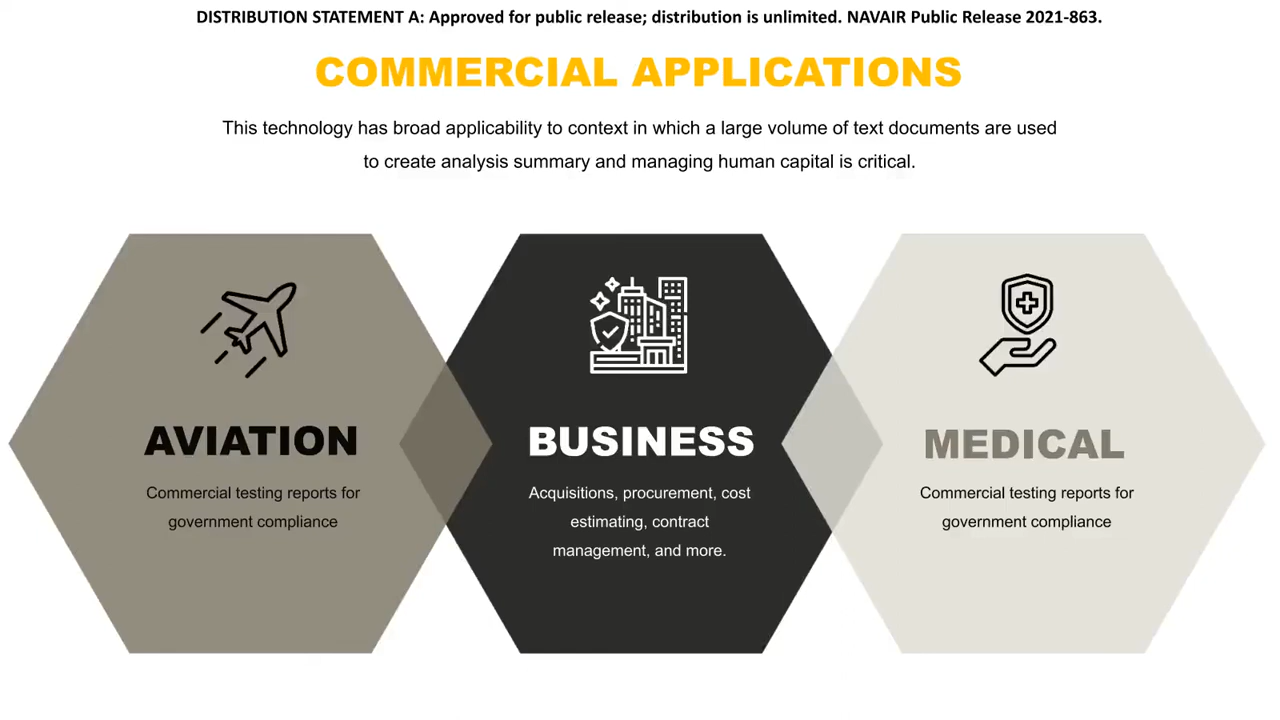 DISTRIBUTION STATEMENT A: Approved for public release; distribution is unlimited. NAVAIR Public Release 2021-863.
COMMERCIAL APPLICATIONS
This technology has broad applicability to context in which a large volume of text documents are used
to create analysis summary and managing human capital is critical.
AVIATION
Commercial testing reports for
government compliance
BUSINESS
Acquisitions, procurement, cost
estimating, contract
management, and more.
MEDICAL
Commercial testing reports for
government compliance